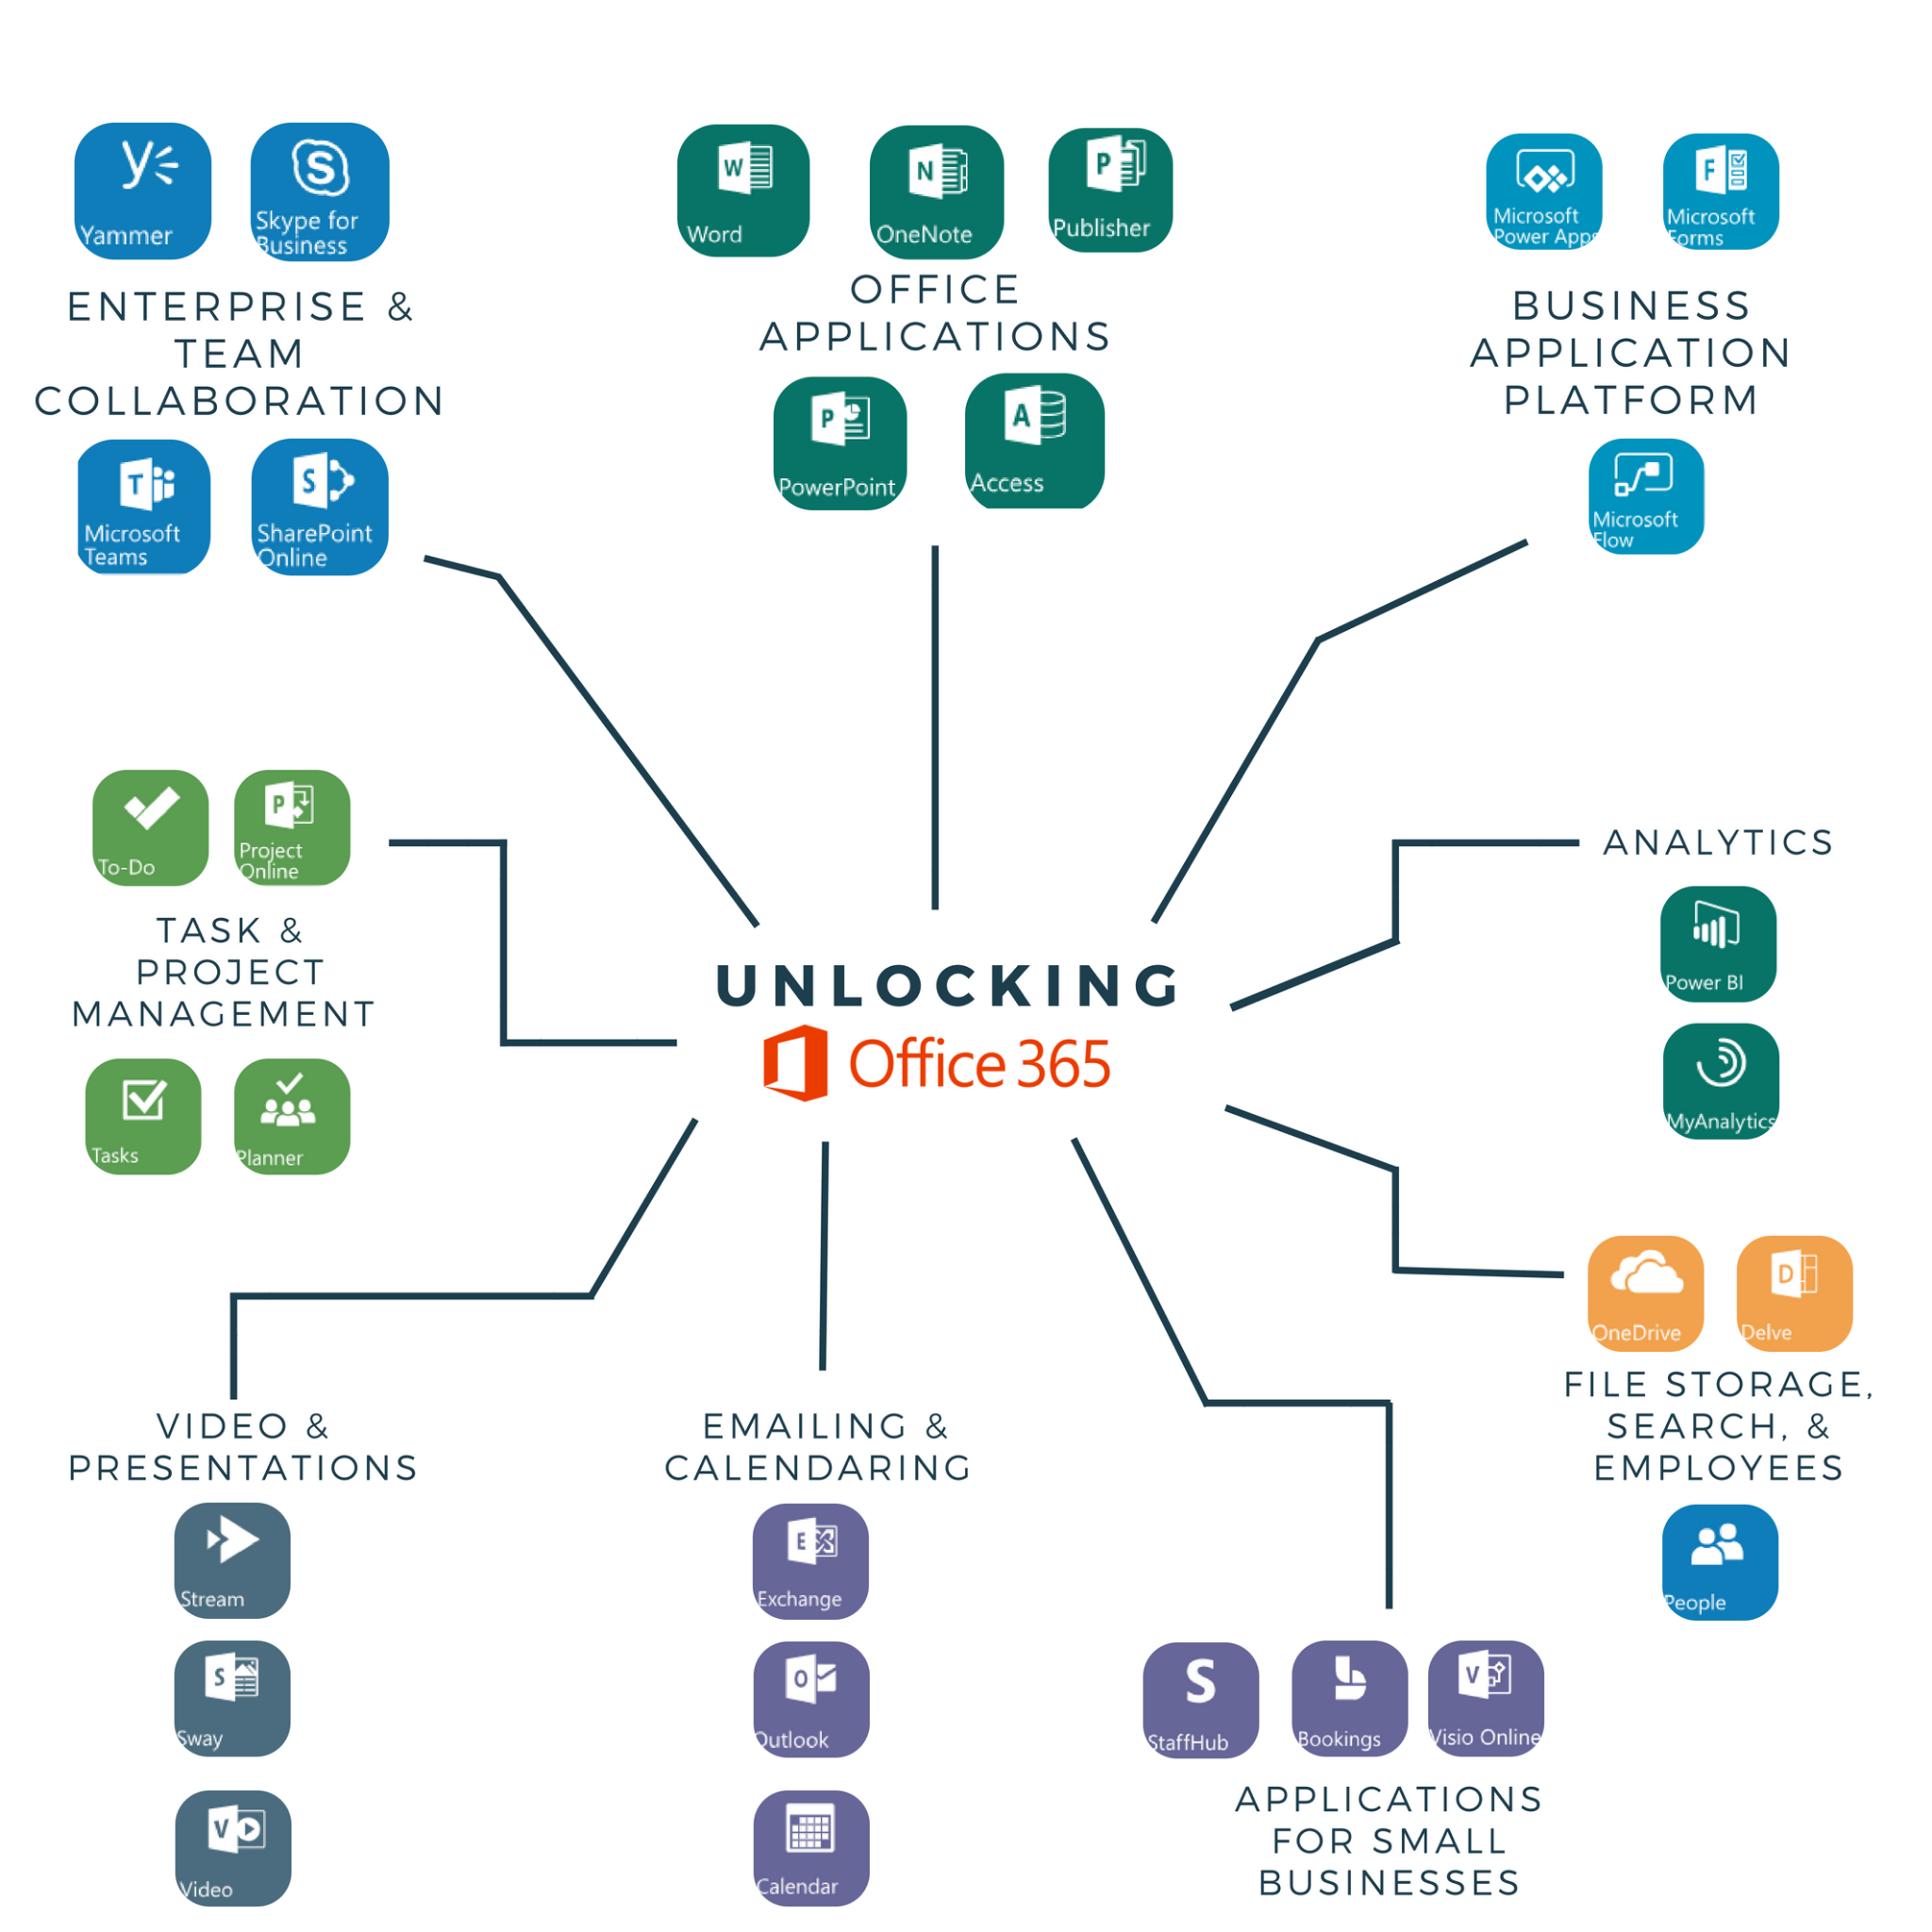 Yammer
Skype for
Business
ENTERPRISE &
TEAM
COLLABORATION
Microsoft
Teams
SharePoint
Online
W
Word
N
OneNote
P
Publisher
OFFICE
APPLICATIONS
P
PowerPoint
A
Access
Microsoft
Power Apps
F
Microsoft
Forms
BUSINESS
APPLICATION
PLATFORM
Microsoft
Flow
To-Do
P
Project
Online
TASK &
PROJECT
MANAGEMENT
Tasks
Planner
UNLOCKING
Office 365
ANALYTICS
Power BI
MyAnalytics
OneDrive
D
Delve
FILE STORAGE,
SEARCH, &
EMPLOYEES
People
VIDEO &
PRESENTATIONS
Stream
S
Sway
V
Video
EMAILING &
CALENDARING
E
Exchange
O
Outlook
Calendar
S
StaffHub
b
Bookings
V
Visio Online
APPLICATIONS
FOR SMALL
BUSINESSES